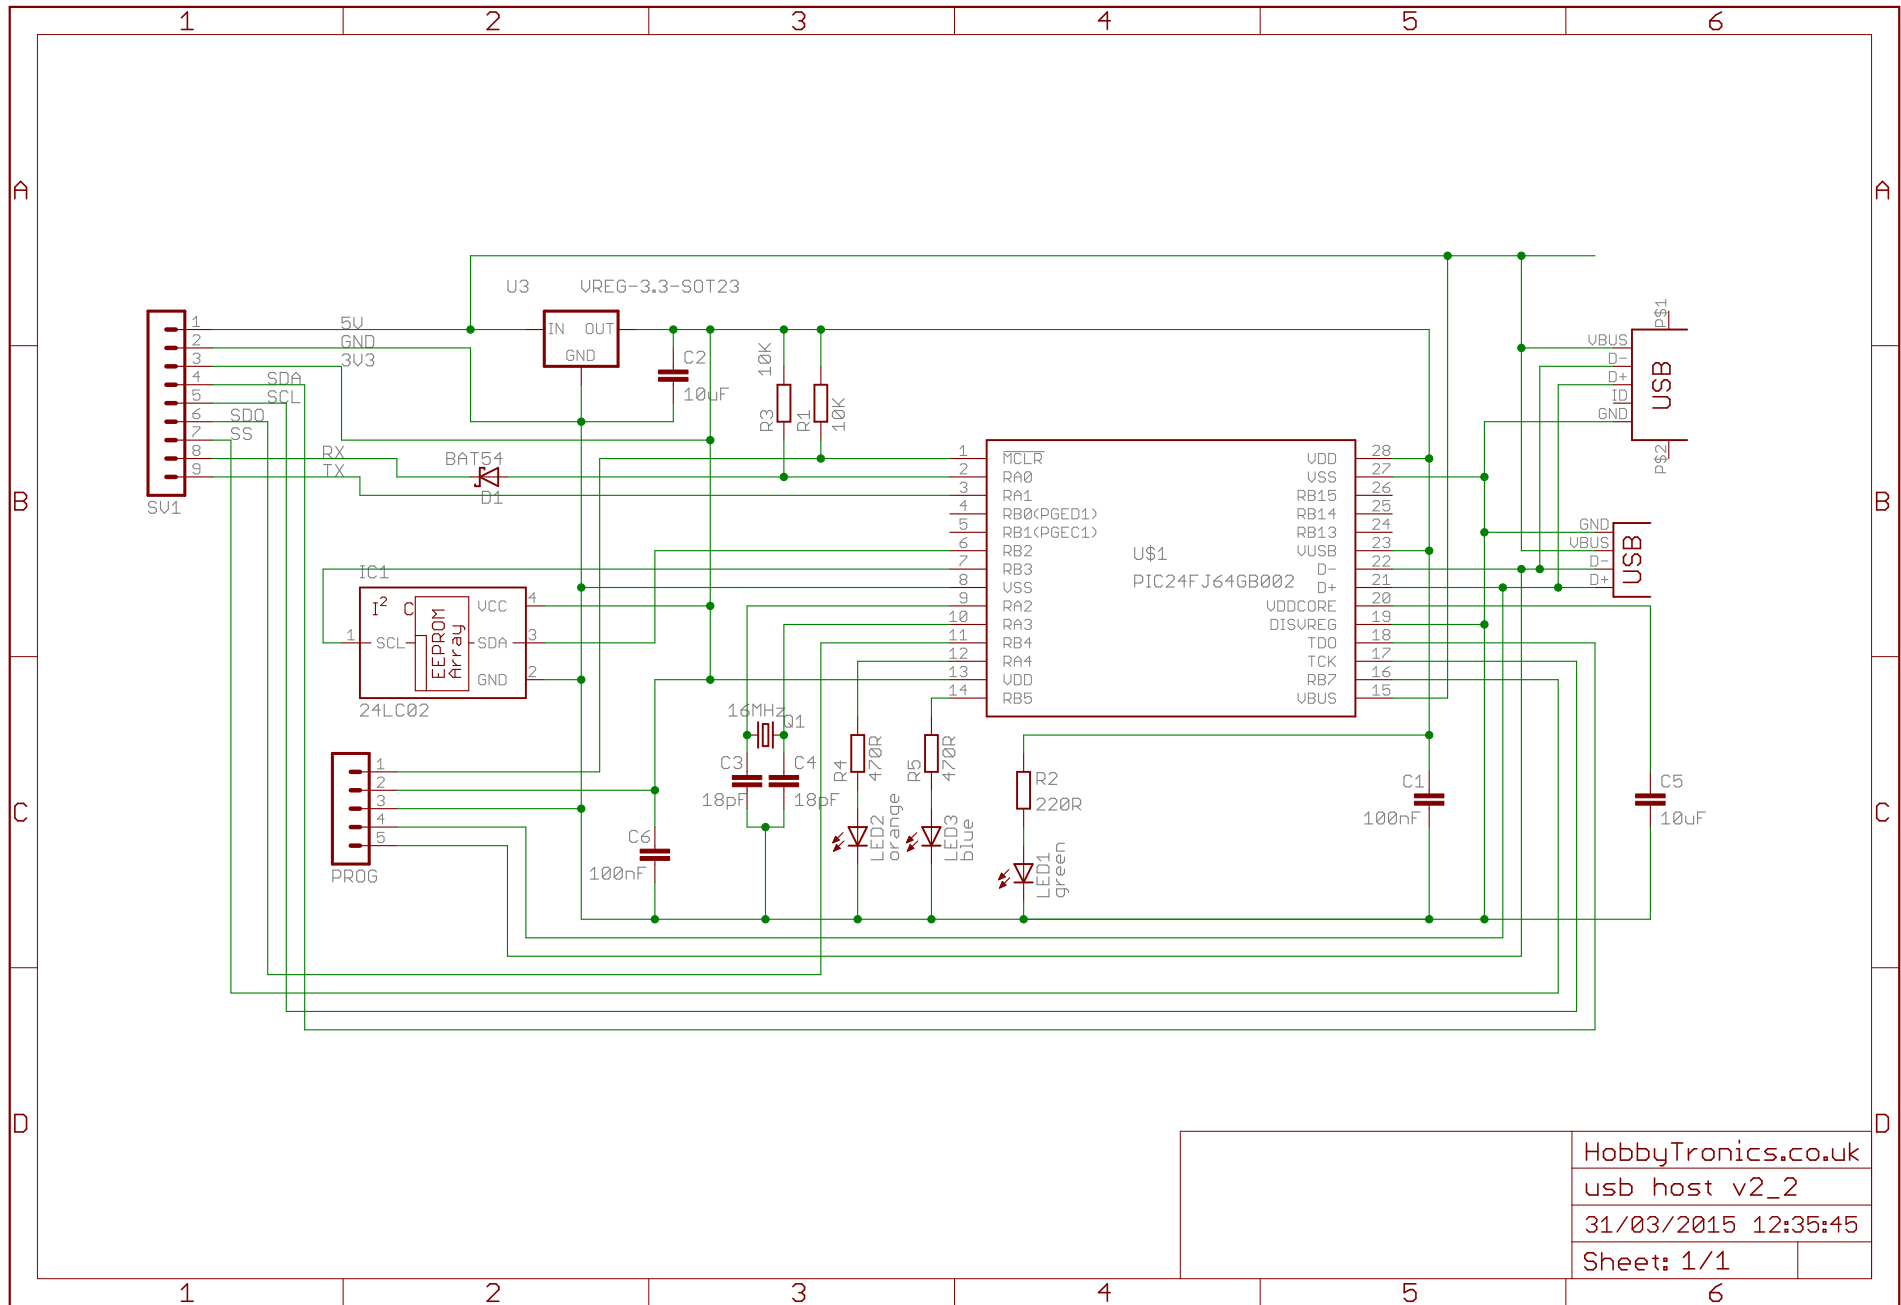 1 2 3 4 5 6
A A
U3 VREG-3.3-SOT23
IN OUT
GND
C2
10uF
10K
R3
R1
10K
1 5V
2 GND
3 3V3
4 SDA
5 SCL
6 SDO
7 SS
8 RX
9 TX
SV1
BAT54
D1
P$1
VBUS
D-
D+
ID
GND
USB
P$2
B B
GND
VBUS
D-
D+
USB
1 MCLR
2 RA0
3 RA1
4 RB0(PGED1)
5 RB1(PGEC1)
6 RB2
7 RB3
8 VSS
9 RA2
10 RA3
11 RB4
12 RA4
13 VDD
14 RB5
U$1
PIC24FJ64GB002
VDD 28
VSS 27
RB15 26
RB14 25
RB13 24
VUSB 23
D- 22
D+ 21
VDDCORE 20
DISVREG 19
TDO 18
TCK 17
RB7 16
VBUS 15
IC1
I2 C
EEPROM
Array
VCC 4
1 SCL
SDA 3
GND 2
24LC02
16MHz
Q1
C3
18pF
C4
18pF
R4
470R
R5
470R
R2
220R
LED2
orange
LED3
blue
LED1
green
C1
100nF
C5
10uF
C C
1
2
3
4
5
PROG
C6
100nF
D D
HobbyTronics.co.uk
usb host v2_2
31/03/2015 12:35:45
Sheet: 1/1
1 2 3 4 5 6